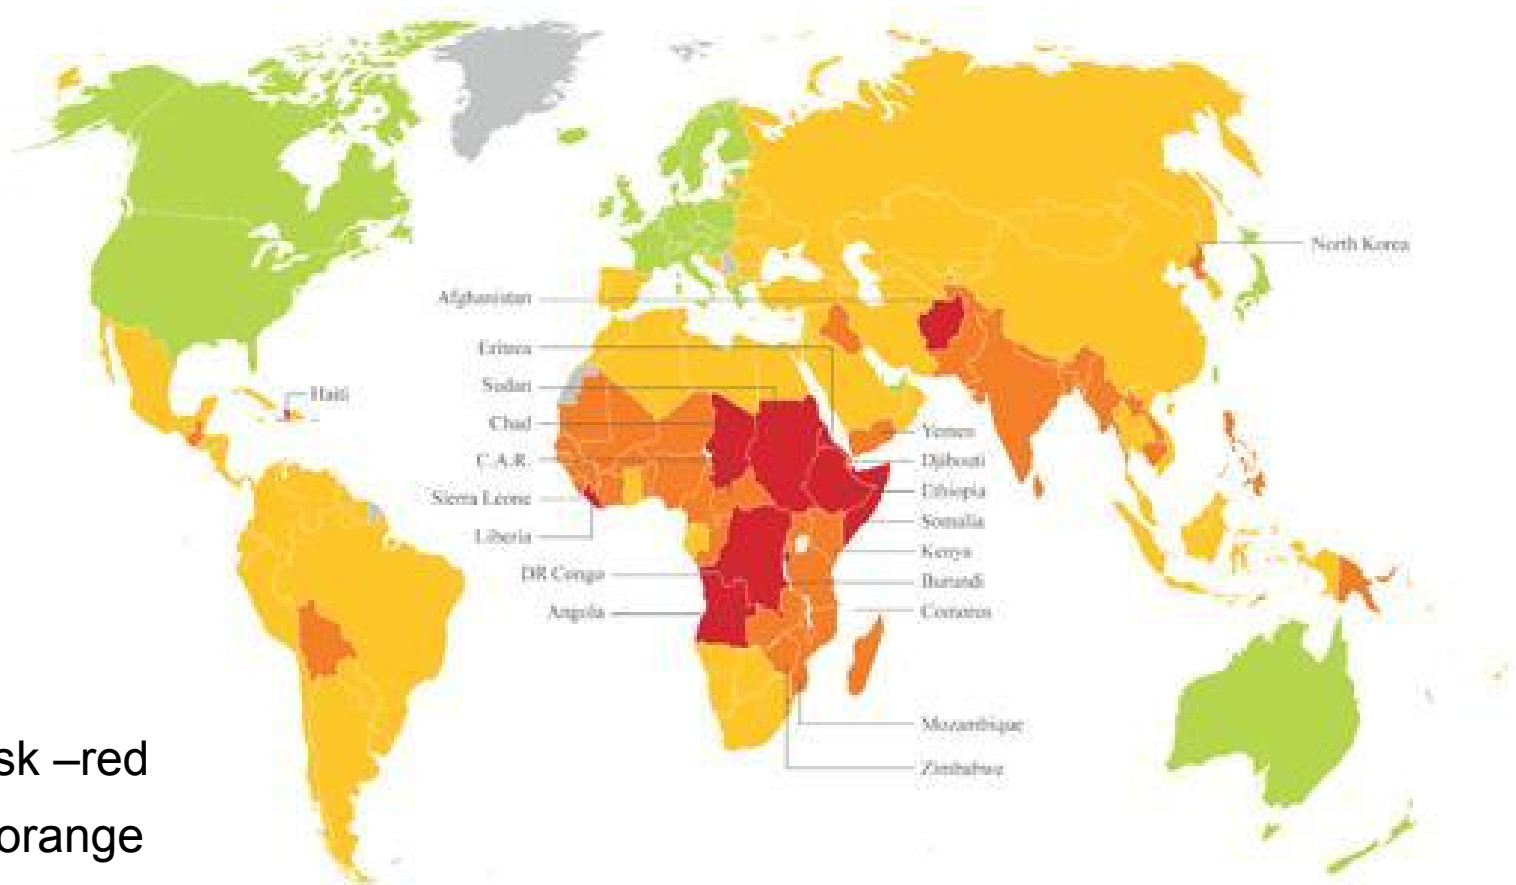 North Korea
Afghanistan
Eritrea
Sudan
Haiti
Chad
Yemen
C.A.R.
Djibouti
Ethiopia
Sierra Leone
Somalia
Liberia
Kenya
DR Congo
Burundi
Angola
Comoros
Mozambique
sk –red
Zimbabwe
orange